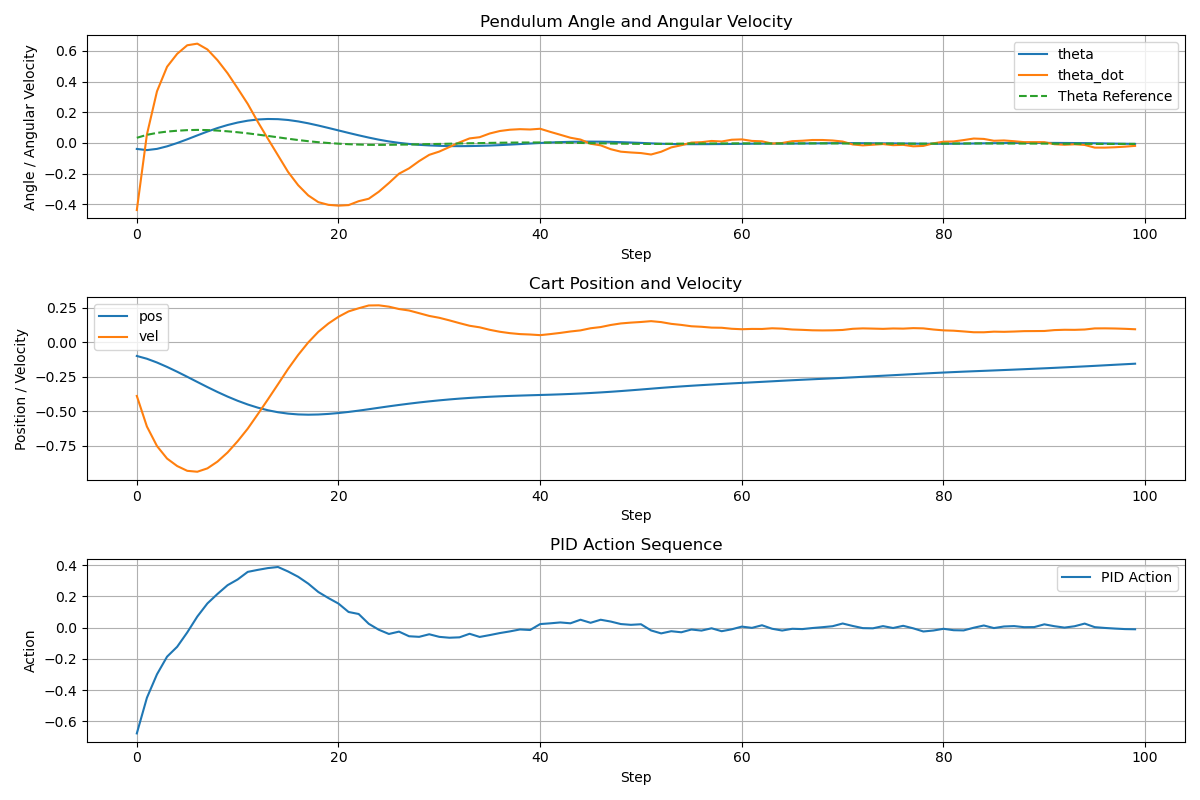 Pendulum Angle and Angular Velocity
Angle / Angular Velocity
0.6
0.4
0.2
0.0
−0.2
−0.4
theta
theta_dot
Theta Reference
0 20 40 60 80 100
Step
Cart Position and Velocity
Position / Velocity
0.25
0.00
−0.25
−0.50
−0.75
pos
vel
0 20 40 60 80 100
Step
PID Action Sequence
Action
0.4
0.2
0.0
−0.2
−0.4
−0.6
PID Action
0 20 40 60 80 100
Step